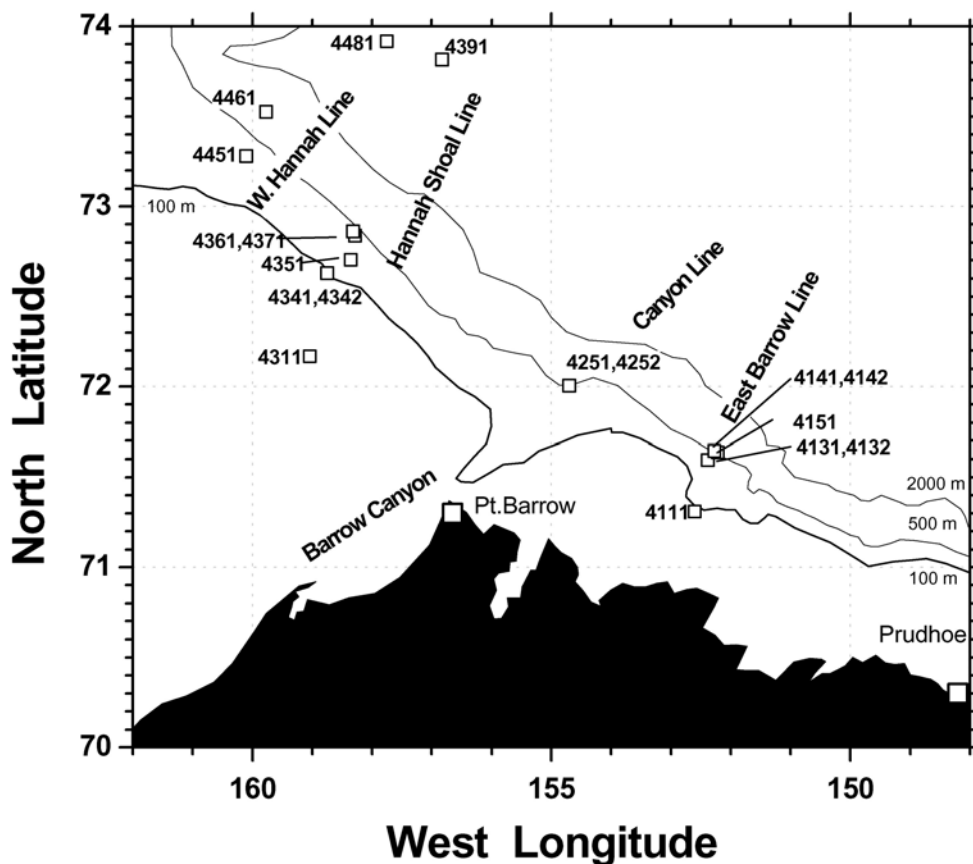 74
4481
4391
4461
W. Hannah Line
Hannah Shoal Line
4451
73
100 m
4361,4371
4351
Canyon Line
4341,4342
East Barrow Line
4311
4251,4252
4141,4142
72
4151
4131,4132
2000 m
Barrow Canyon
Pt.Barrow
4111
500 m
71
100 m
Prudhoe
70
160
155
150
North Latitude
West Longitude